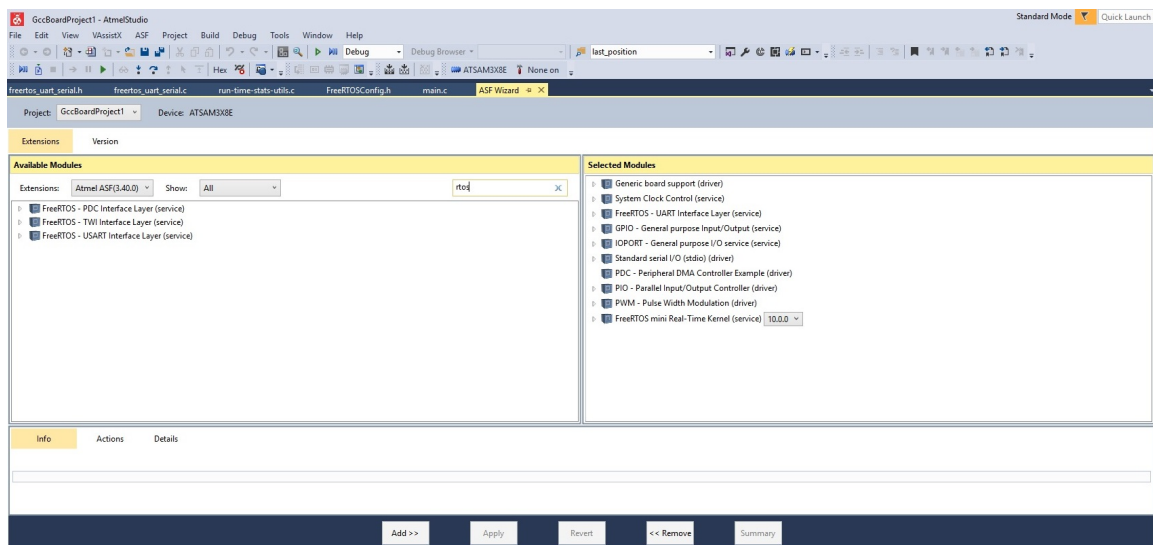 GccBoardProject1 - AtmelStudio
Standard Mode
Quick Launch
File Edit View VAssistX ASF Project Build Debug Tools Window Help
Debug Debug Browser last_position
Hex ATSAM3X8E None on
freertos_uart_serial.h freertos_uart_serial.c run-time-stats-utils.c FreeRTOSConfig.h main.c ASF Wizard
Project: GccBoardProject1 Device: ATSAM3X8E
Extensions Version
Available Modules
Extensions: Atmel ASF(3.40.0) Show: All rtos
FreeRTOS - PDC Interface Layer (service)
FreeRTOS - TWI Interface Layer (service)
FreeRTOS - USART Interface Layer (service)
Selected Modules
Generic board support (driver)
System Clock Control (service)
FreeRTOS - UART Interface Layer (service)
GPIO - General purpose Input/Output (service)
IOPORT - General purpose I/O service (service)
Standard serial I/O (stdio) (driver)
PDC - Peripheral DMA Controller Example (driver)
PIO - Parallel Input/Output Controller (driver)
PWM - Pulse Width Modulation (driver)
FreeRTOS mini Real-Time Kernel (service) 10.0.0
Info Actions Details
Add >> Apply Revert << Remove Summary